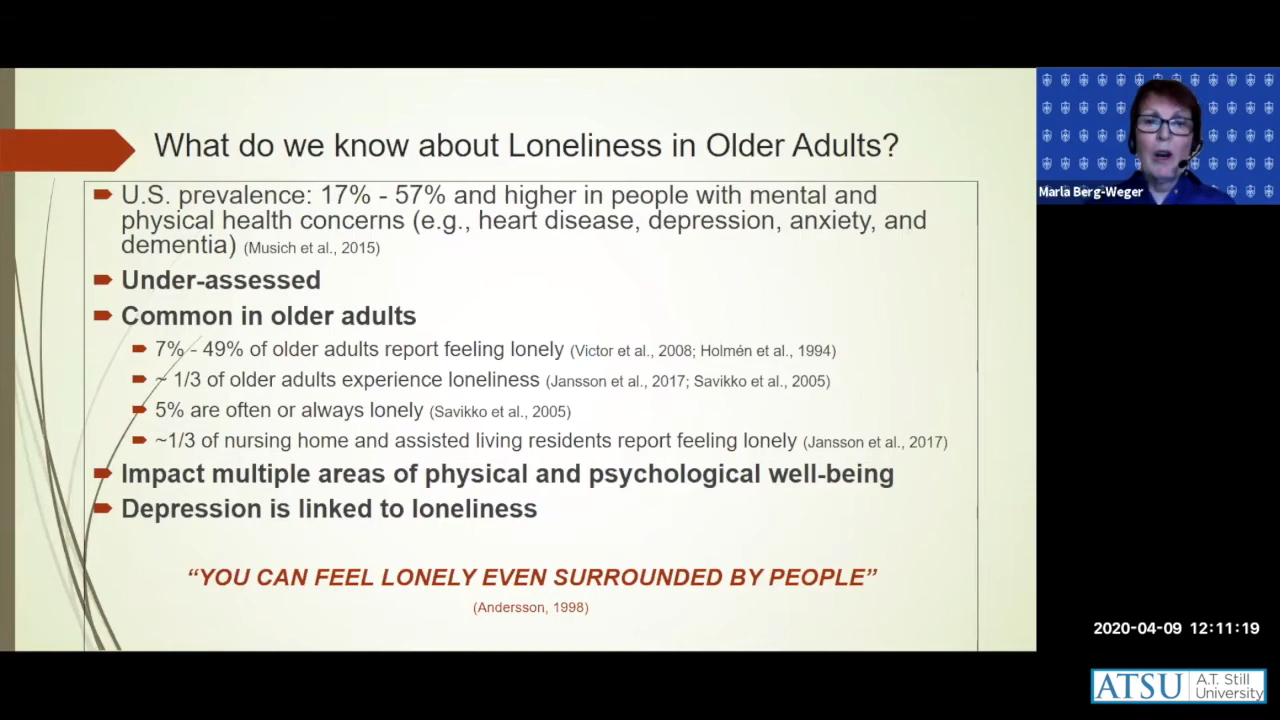 What do we know about Loneliness in Older Adults?
U.S. prevalence: 17% - 57% and higher in people with mental and
physical health concerns (e.g., heart disease, depression, anxiety, and
dementia) (Musich et al., 2015)
Under-assessed
Common in older adults
7% - 49% of older adults report feeling lonely (Victor et al., 2008; Holmén et al., 1994)
~ 1/3 of older adults experience loneliness (Jansson et al., 2017; Savikko et al., 2005)
5% are often or always lonely (Savikko et al., 2005)
~1/3 of nursing home and assisted living residents report feeling lonely (Jansson et al., 2017)
Impact multiple areas of physical and psychological well-being
Depression is linked to loneliness
“YOU CAN FEEL LONELY EVEN SURROUNDED BY PEOPLE”
(Andersson, 1998)
Marla Berg-Weger
2020-04-09 12:11:19
ATSU A.T. Still
University